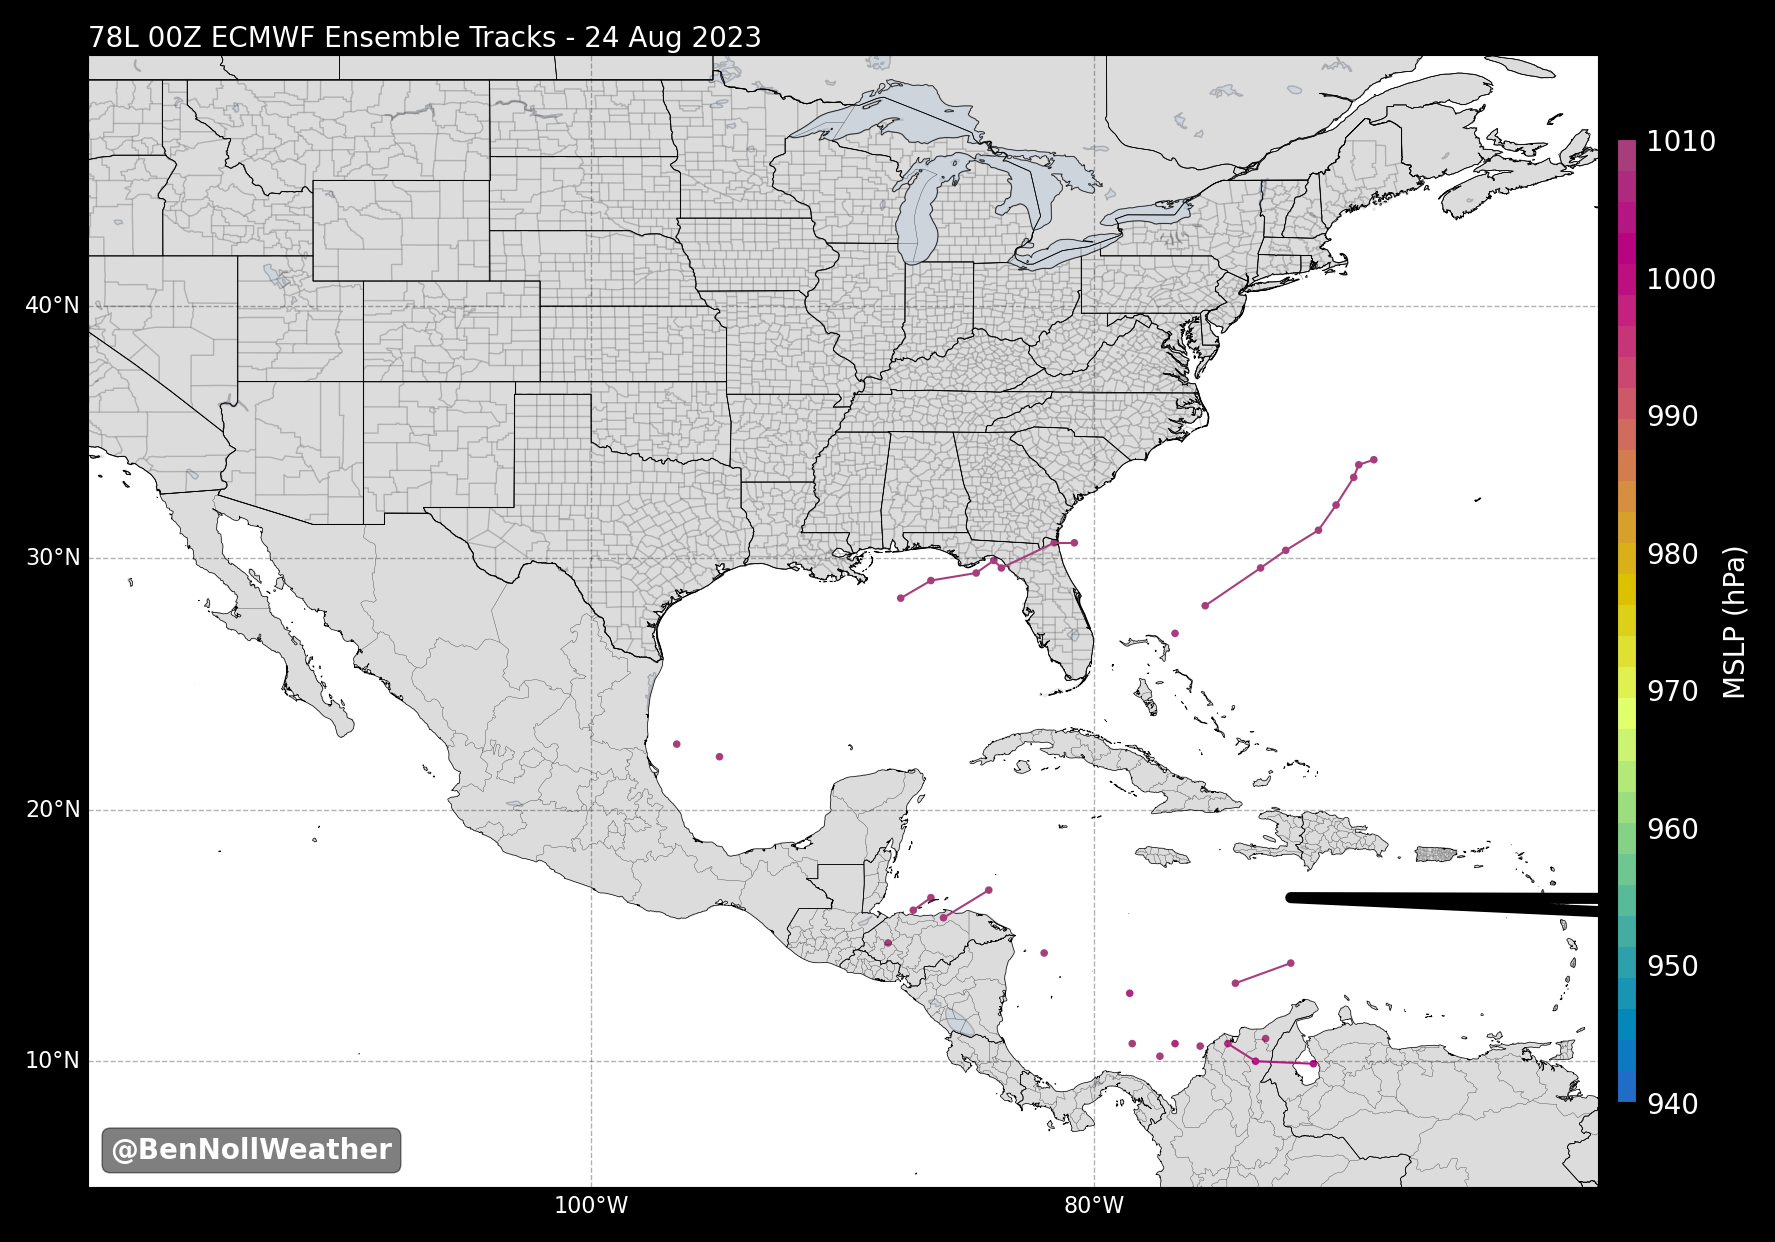 78L 00Z ECMWF Ensemble Tracks - 24 Aug 2023
1010
1000
990
980
970
960
950
940
MSLP (hPa)
40°N
30°N
20°N
10°N
100°W
80°W
@BenNollWeather